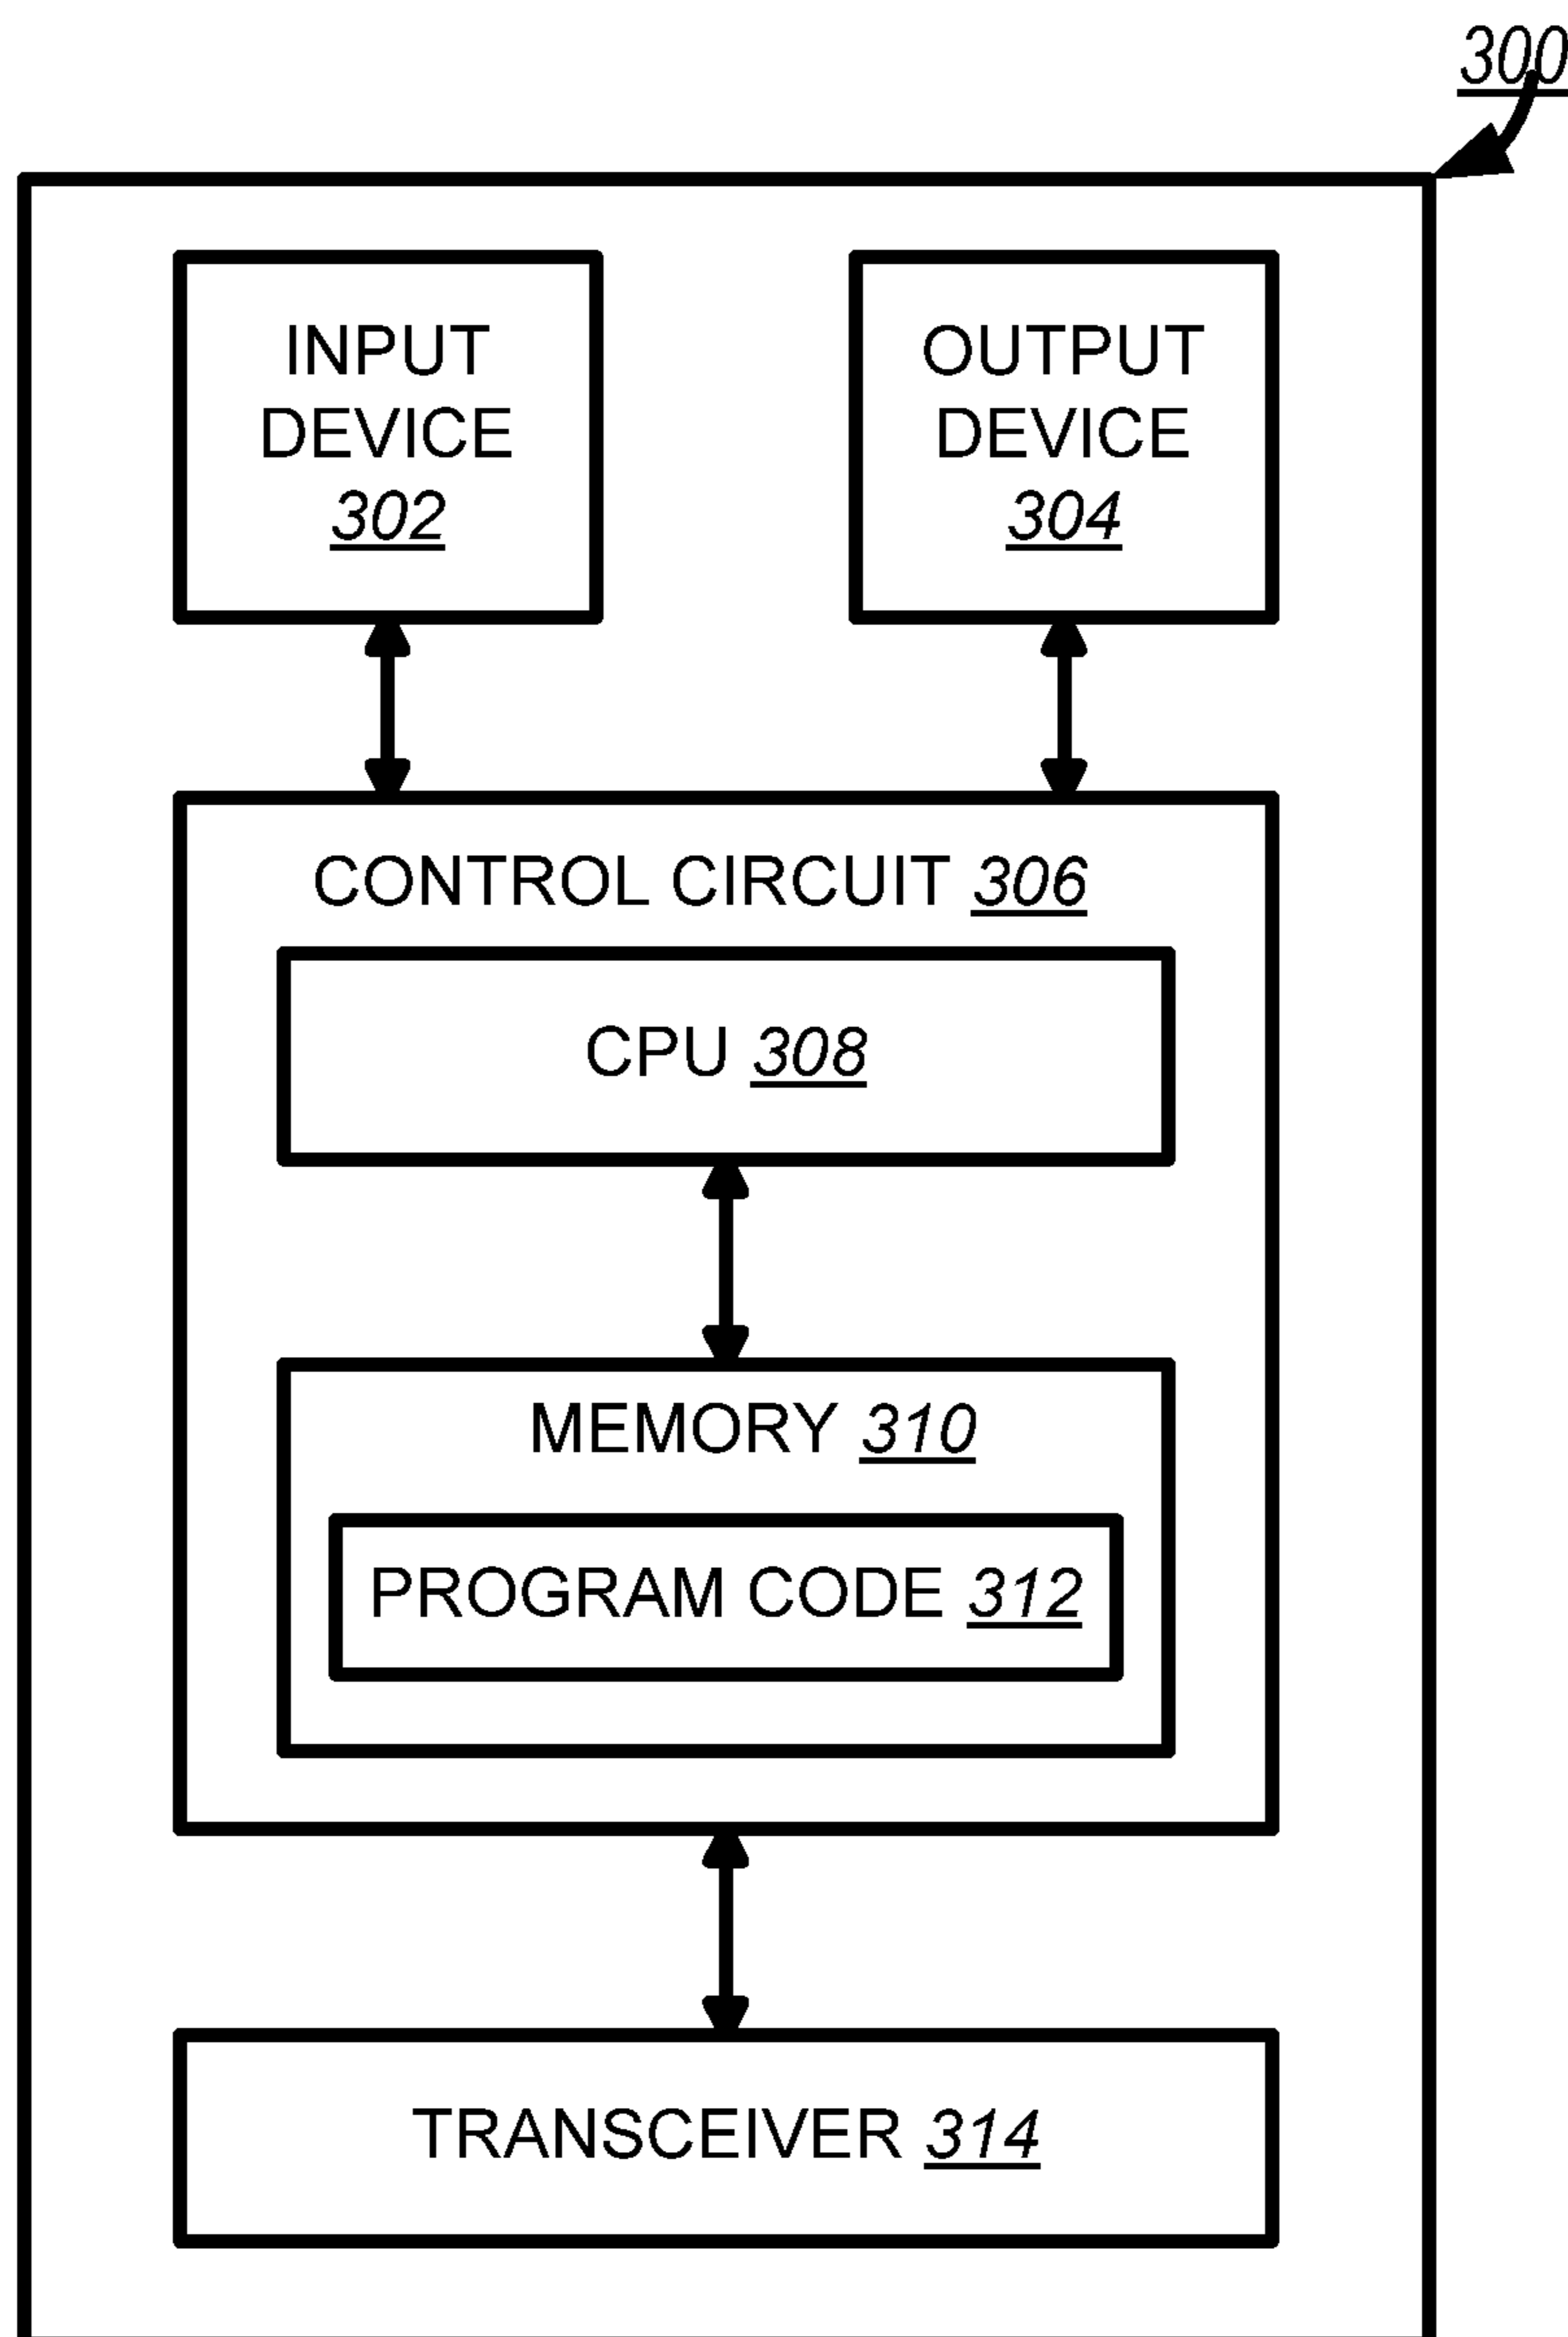 300
INPUT
DEVICE
302
OUTPUT
DEVICE
304
CONTROL CIRCUIT 306
CPU 308
MEMORY 310
PROGRAM CODE 312
TRANSCEIVER 314